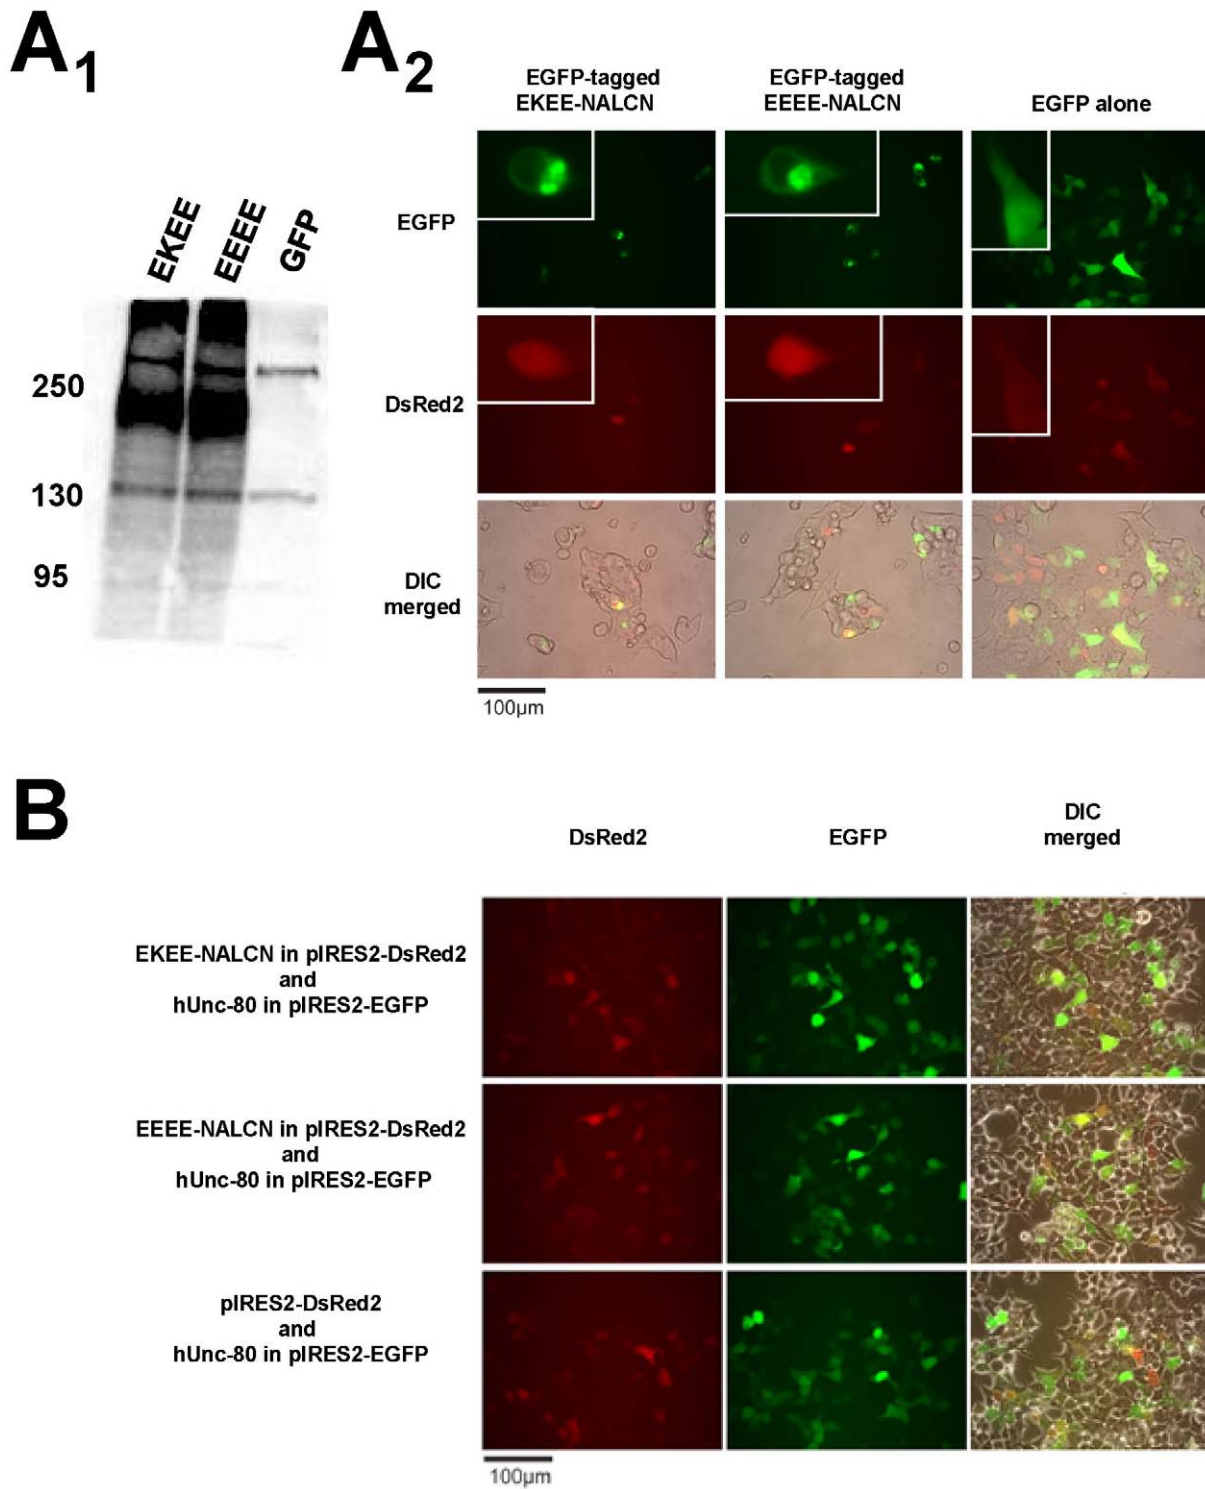 A1
A2
EGFP-tagged
EKEE-NALCN
EGFP-tagged
EEEE-NALCN
EGFP alone
EKEE
EEEE
GFP
250
130
95
EGFP
DsRed2
DIC
merged
100µm
B
DsRed2
EGFP
DIC
merged
EKEE-NALCN in pIRES2-DsRed2
and
hUnc-80 in pIRES2-EGFP
EEEE-NALCN in pIRES2-DsRed2
and
hUnc-80 in pIRES2-EGFP
pIRES2-DsRed2
and
hUnc-80 in pIRES2-EGFP
100µm